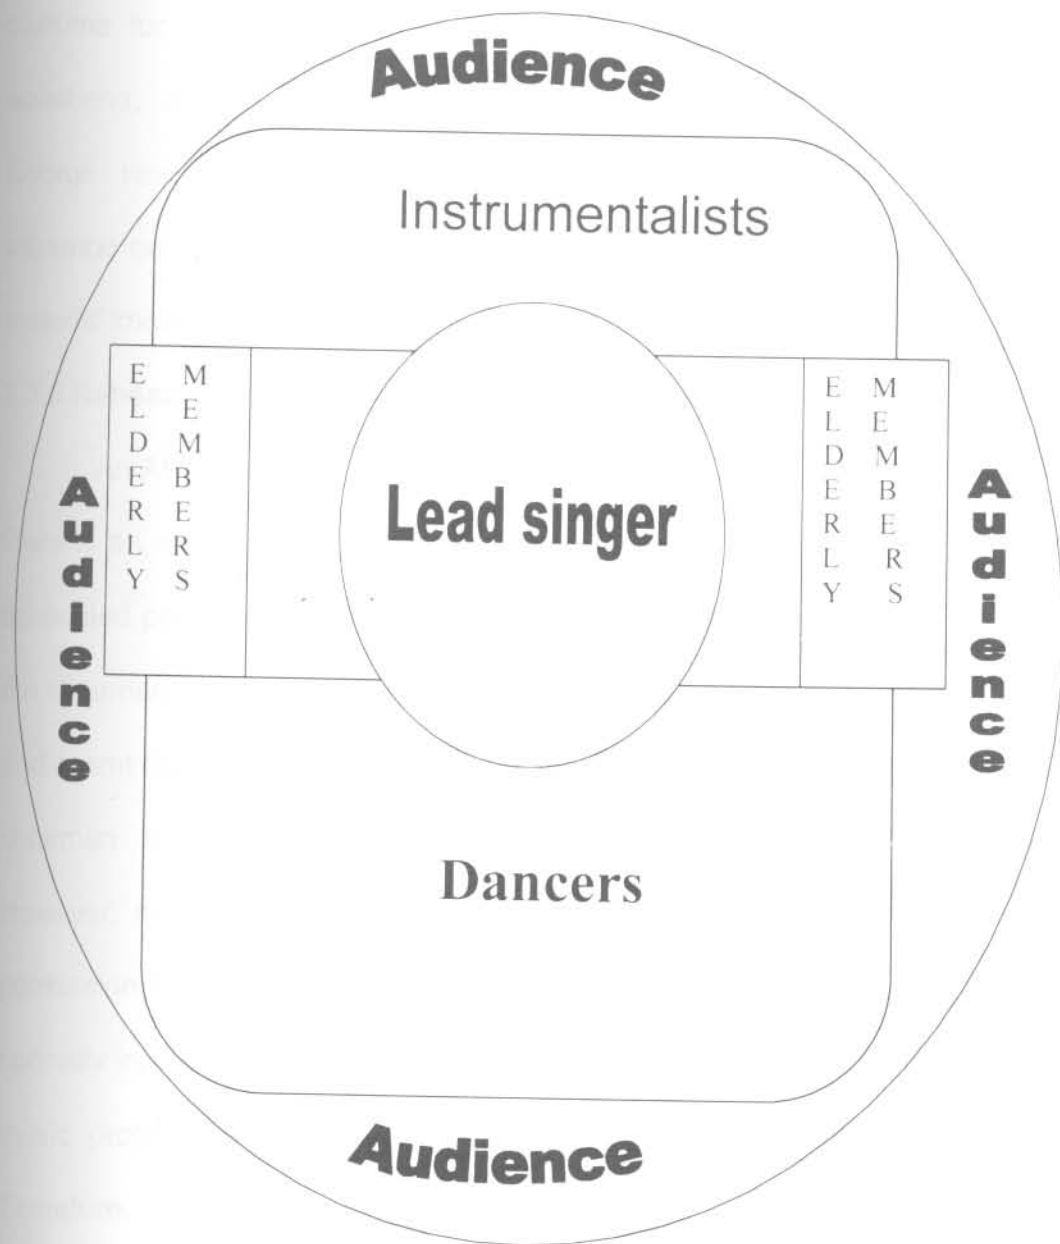 Audience
Instrumentalists
ELDERLY
MEMBERS
ELDERLY
MEMBERS
Lead singer
Audience
Audience
Dancers
Audience